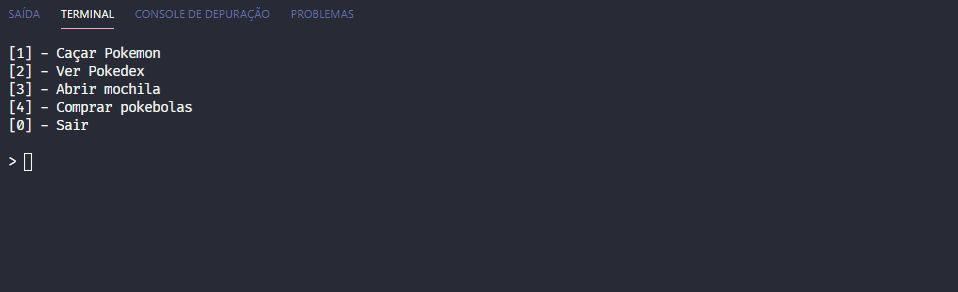 SAÍDA TERMINAL CONSOLE DE DEPURAÇÃO PROBLEMAS
[1] - Caçar Pokemon
[2] - Ver Pokedex
[3] - Abrir mochila
[4] - Comprar pokebolas
[0] - Sair
>